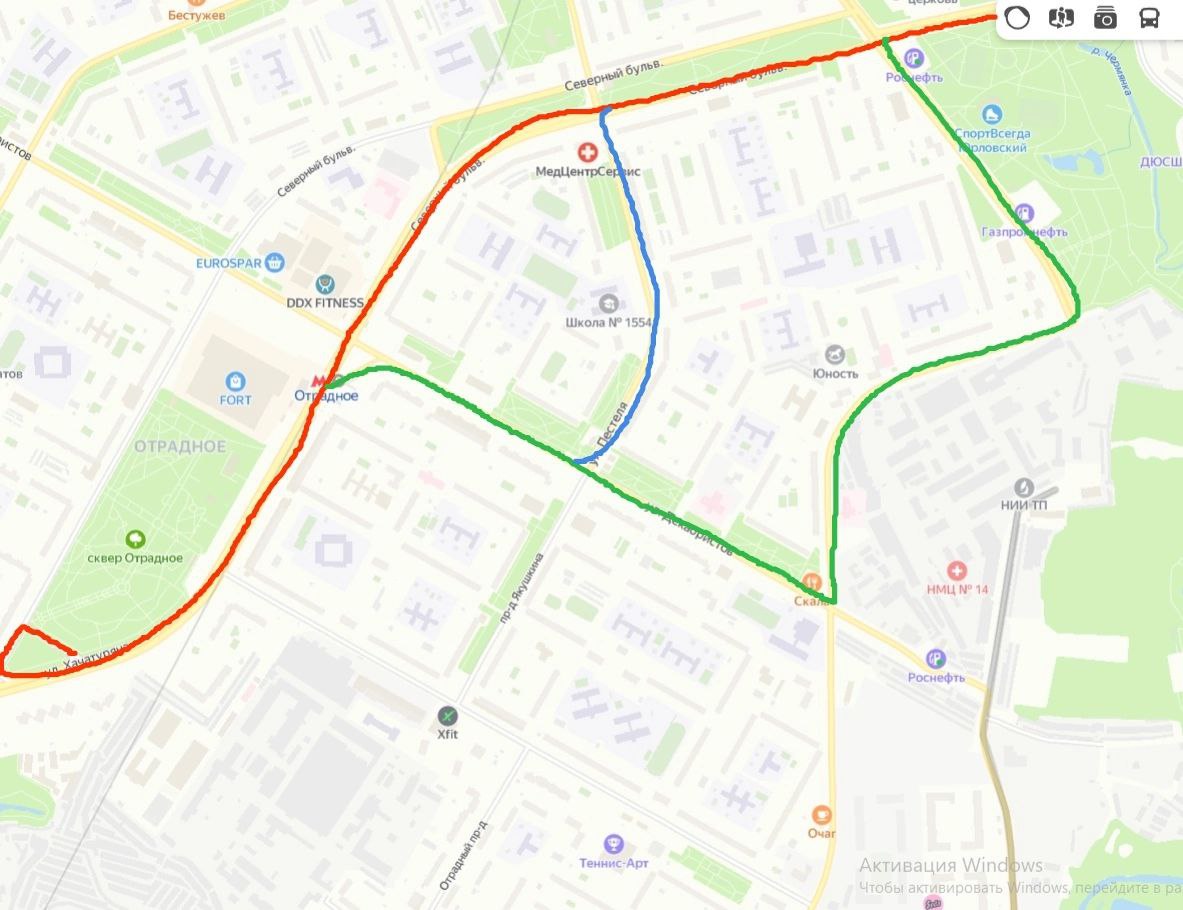 церковь
Бестужев
р. Чермянка
Роснефть
Северный бульв.
Северный бульв.
СпортВсегда
Юрловский
ДЮСШ
Северный бульв.
МедЦентрСервис
Северный бульв.
Газпромнефть
EUROSPAR
DDX FITNESS
Школа № 1554
Юность
Отрадное
FORT
ОТРАДНОЕ
ул. Пестеля
НИИ ТП
ул. Декабристов
сквер Отрадное
пр-д Якушкина
НМЦ № 14
Скала
ул. Хачатуряна
Роснефть
Xfit
Очаг
Отрадный пр-д
Теннис-Арт
Активация Windows
Чтобы активировать Windows, перейдите в ра